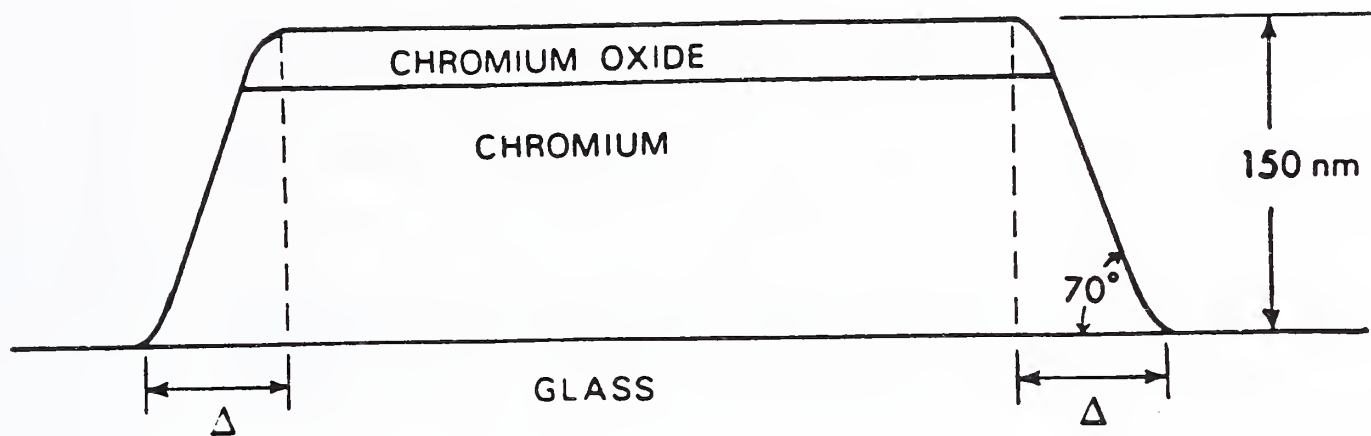 CHROMIUM OXIDE
CHROMIUM
150 nm
70°
GLASS
Δ
Δ